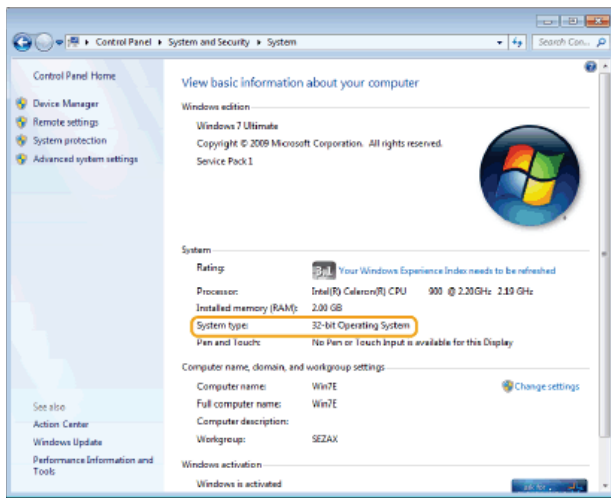 Control Panel ▸ System and Security ▸ System
Search Con...
Control Panel Home
Device Manager
Remote settings
System protection
Advanced system settings
See also
Action Center
Windows Update
Performance Information and
Tools
View basic information about your computer
Windows edition
Windows 7 Ultimate
Copyright © 2009 Microsoft Corporation. All rights reserved.
Service Pack 1
System
Rating: 3,1 Your Windows Experience Index needs to be refreshed
Processor: Intel(R) Celeron(R) CPU 900 @ 2.20GHz 2.19 GHz
Installed memory (RAM): 2.00 GB
System type: 32-bit Operating System
Pen and Touch: No Pen or Touch Input is available for this Display
Computer name, domain, and workgroup settings
Computer name: Win7E
Change settings
Full computer name: Win7E
Computer description:
Workgroup: SEZAX
Windows activation
Windows is activated